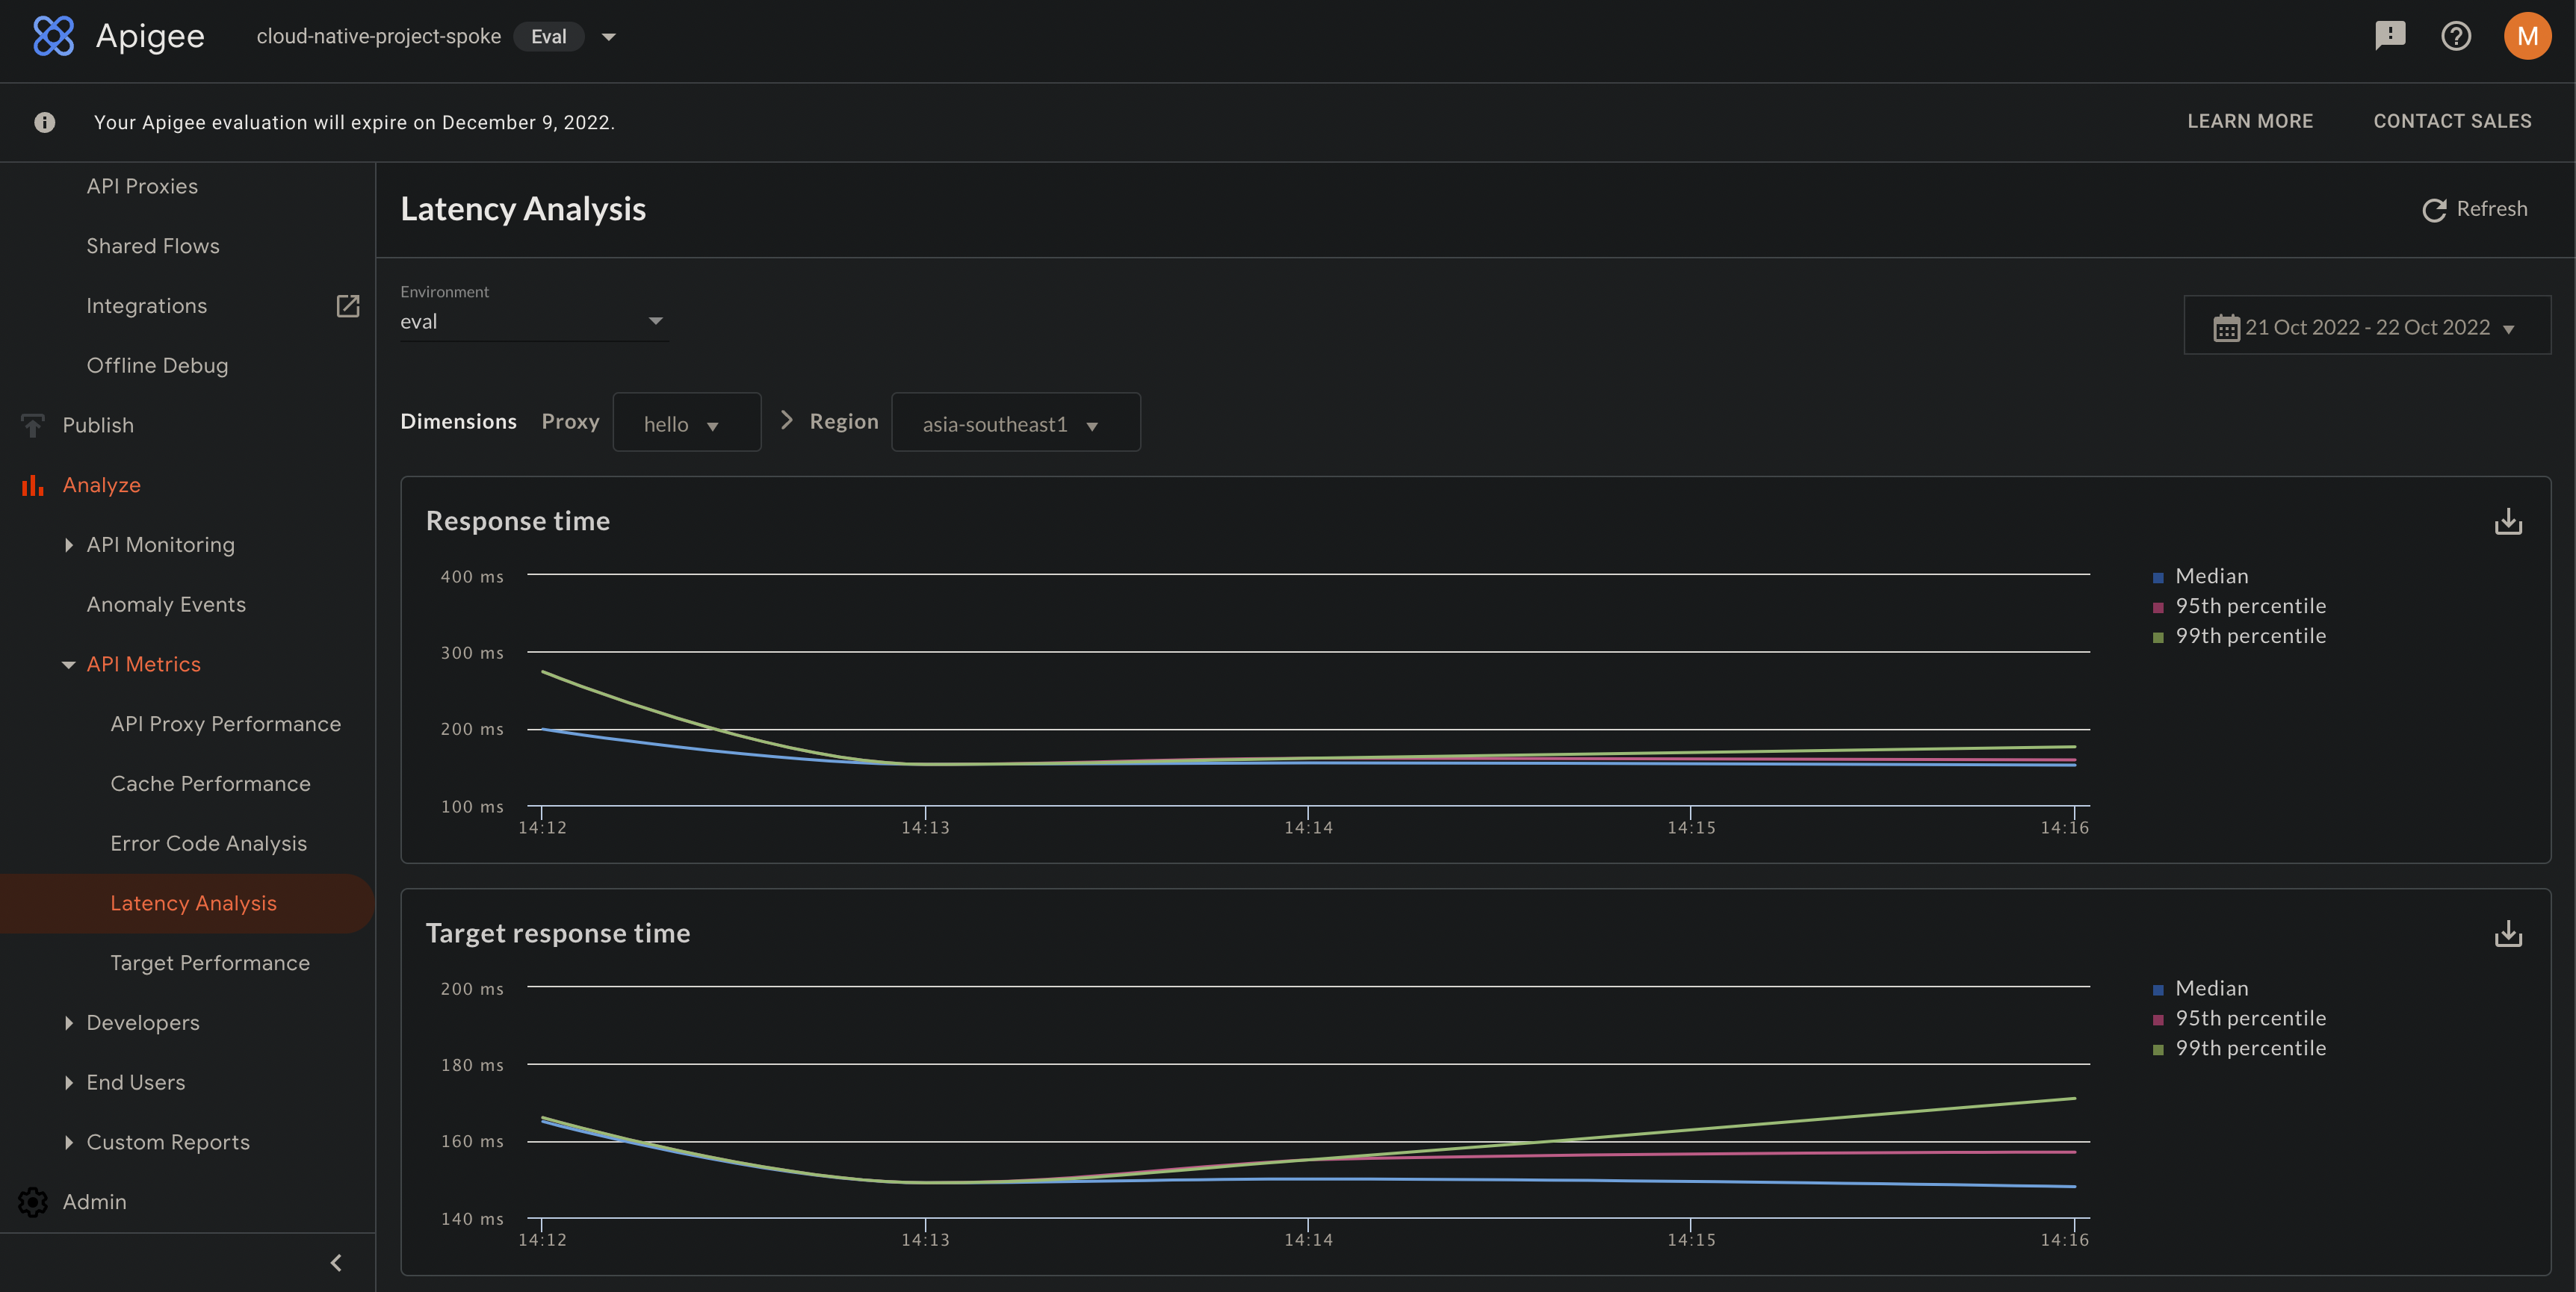 Apigee
cloud-native-project-spoke Eval
M
Your Apigee evaluation will expire on December 9, 2022.
LEARN MORE CONTACT SALES
API Proxies
Shared Flows
Integrations
Offline Debug
Publish
Analyze
API Monitoring
Anomaly Events
API Metrics
API Proxy Performance
Cache Performance
Error Code Analysis
Latency Analysis
Target Performance
Developers
End Users
Custom Reports
Admin
Latency Analysis
Refresh
Environment
eval
21 Oct 2022 - 22 Oct 2022
Dimensions Proxy hello Region asia-southeast1
Response time
400 ms
300 ms
200 ms
100 ms
14:12 14:13 14:14 14:15 14:16
Median
95th percentile
99th percentile
Target response time
200 ms
180 ms
160 ms
140 ms
14:12 14:13 14:14 14:15 14:16
Median
95th percentile
99th percentile